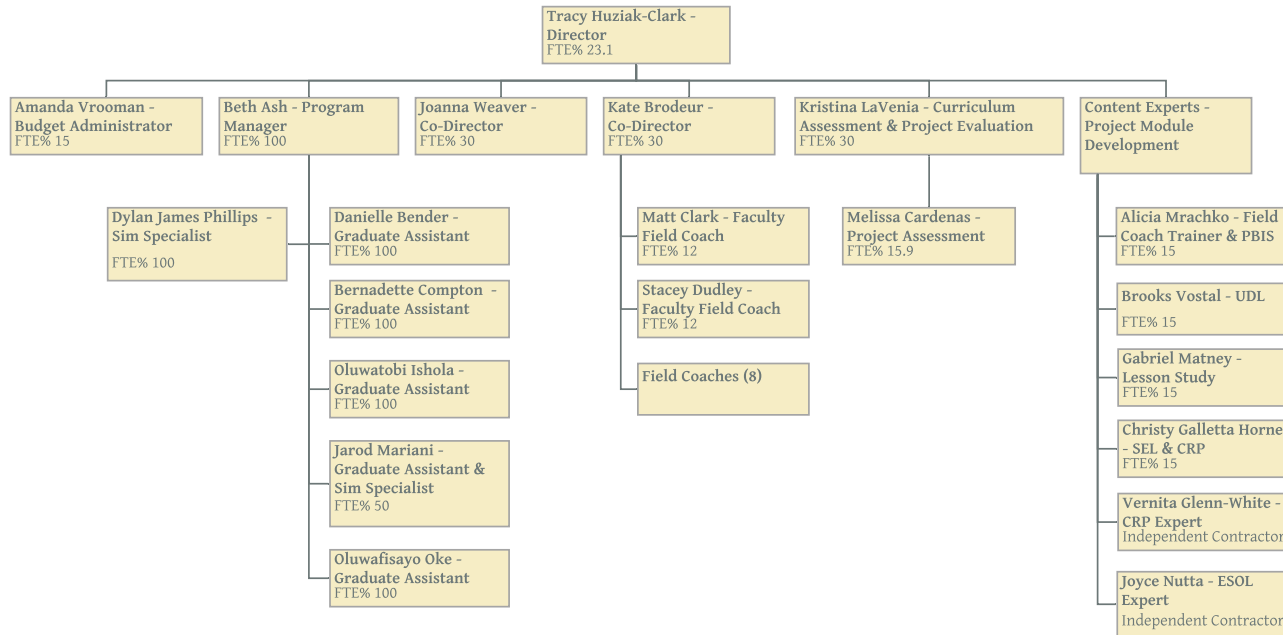 Tracy Huziak-Clark -
Director
FTE% 23.1
Amanda Vrooman -
Budget Administrator
FTE% 15
Beth Ash - Program
Manager
FTE% 100
Joanna Weaver -
Co-Director
FTE% 30
Kate Brodeur -
Co-Director
FTE% 30
Kristina LaVenia - Curriculum
Assessment & Project Evaluation
FTE% 30
Content Experts -
Project Module
Development
Dylan James Phillips -
Sim Specialist
FTE% 100
Danielle Bender -
Graduate Assistant
FTE% 100
Bernadette Compton -
Graduate Assistant
FTE% 100
Oluwatobi Ishola -
Graduate Assistant
FTE% 100
Jarod Mariani -
Graduate Assistant &
Sim Specialist
FTE% 50
Oluwafisayo Oke -
Graduate Assistant
FTE% 100
Matt Clark - Faculty
Field Coach
FTE% 12
Stacey Dudley -
Faculty Field Coach
FTE% 12
Field Coaches (8)
Melissa Cardenas -
Project Assessment
FTE% 15.9
Alicia Mrachko - Field
Coach Trainer & PBIS
FTE% 15
Brooks Vostal - UDL
FTE% 15
Gabriel Matney -
Lesson Study
FTE% 15
Christy Galletta Horne
- SEL & CRP
FTE% 15
Vernita Glenn-White -
CRP Expert
Independent Contractor
Joyce Nutta - ESOL
Expert
Independent Contractor